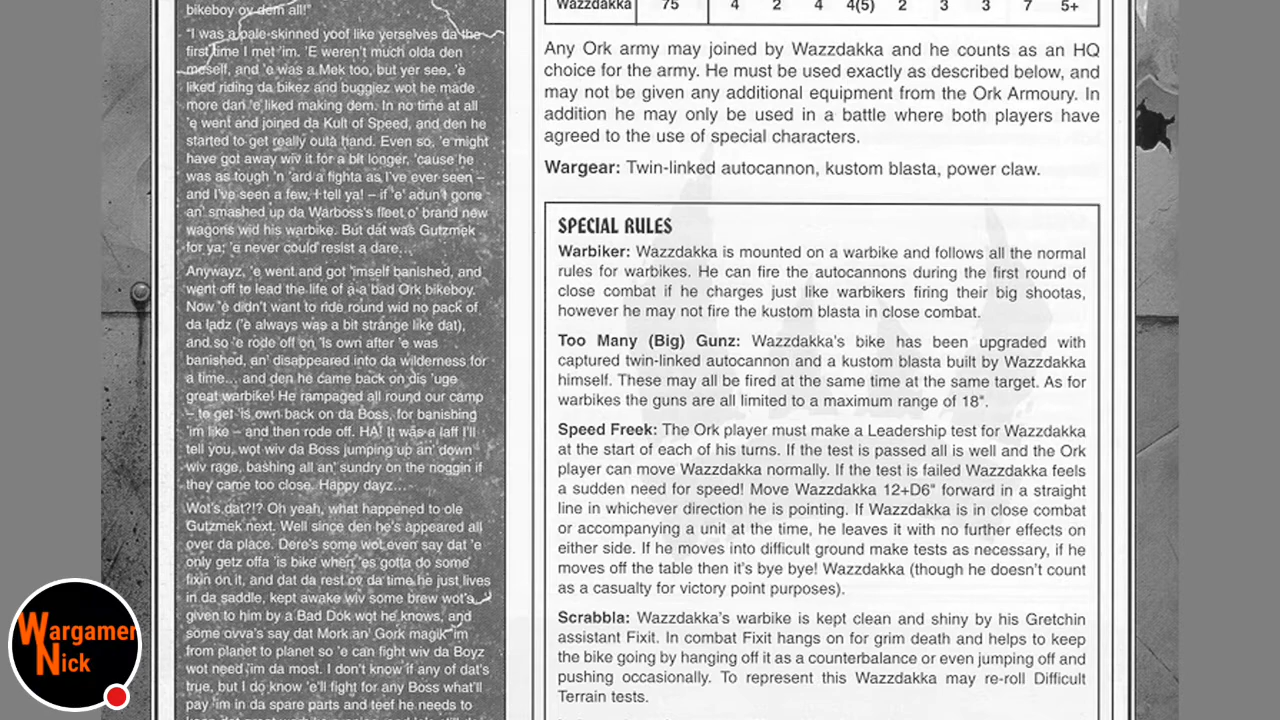 bikeboy ov dem all!"
"I was a pale-skinned yoof like yerselves da the
first time I met 'im. 'E weren't much olda den
meself, and 'e was a Mek too, but yer see, 'e
liked riding da bikez and buggiez wot he made
more dan 'e liked making dem. In no time at all
'e went and joined da Kult of Speed, and den he
started to get really outa hand. Even so, 'e might
have got away wiv it for a bit longer, 'cause he
was as tough 'n 'ard a fighta as I've ever seen –
and I've seen a few, I tell ya! – if 'e' adun't gone
an' smashed up da Warboss's fleet o' brand new
wagons wid his warbike. But dat was Gutzmek
for ya; 'e never could resist a dare...
Anywayz, 'e went and got 'imself banished, and
went off to lead the life of a-a bad Ork bikeboy.
Now 'e didn't want to ride round wid no pack of
da ladz ('e always was a bit strange like dat),
and so 'e rode off on 'is own after 'e was
banished, an' disappeared into da wilderness for
a time... and den he came back on dis 'uge
great warbike! He rampaged all round our camp
– to get 'is own back on da Boss, for banishing
'im like – and then rode off. HA! It was a laff I'll
tell you, wot wiv da Boss jumping up an' down
wiv rage, bashing all an' sundry on the noggin if
they came too close. Happy dayz...
Wot's dat?!? Oh yeah, what happened to ole
Gutzmek next. Well since den he's appeared all
over da place. Dere's some wot even say dat 'e
only getz offa 'is bike when 'es gotta do some
fixin on it, and dat da rest ov da time he just lives
in da saddle, kept awake wiv some brew wot's
given to him by a Bad Dok wot he knows, and
some ovva's say dat Mork an' Gork magik 'im
from planet to planet so 'e can fight wiv da Boyz
wot need 'im da most. I don't know if any of dat's
true, but I do know 'e'll fight for any Boss what'll
pay 'im in da spare parts and teef he needs to
Wazzdakka 75 4 2 4 4(5) 2 3 3 7 5+
Any Ork army may joined by Wazzdakka and he counts as an HQ
choice for the army. He must be used exactly as described below, and
may not be given any additional equipment from the Ork Armoury. In
addition he may only be used in a battle where both players have
agreed to the use of special characters.
Wargear: Twin-linked autocannon, kustom blasta, power claw.
SPECIAL RULES
Warbiker: Wazzdakka is mounted on a warbike and follows all the normal
rules for warbikes. He can fire the autocannons during the first round of
close combat if he charges just like warbikers firing their big shootas,
however he may not fire the kustom blasta in close combat.
Too Many (Big) Gunz: Wazzdakka's bike has been upgraded with
captured twin-linked autocannon and a kustom blasta built by Wazzdakka
himself. These may all be fired at the same time at the same target. As for
warbikes the guns are all limited to a maximum range of 18".
Speed Freek: The Ork player must make a Leadership test for Wazzdakka
at the start of each of his turns. If the test is passed all is well and the Ork
player can move Wazzdakka normally. If the test is failed Wazzdakka feels
a sudden need for speed! Move Wazzdakka 12+D6" forward in a straight
line in whichever direction he is pointing. If Wazzdakka is in close combat
or accompanying a unit at the time, he leaves it with no further effects on
either side. If he moves into difficult ground make tests as necessary, if he
moves off the table then it's bye bye! Wazzdakka (though he doesn't count
as a casualty for victory point purposes).
Scrabbla: Wazzdakka's warbike is kept clean and shiny by his Gretchin
assistant Fixit. In combat Fixit hangs on for grim death and helps to keep
the bike going by hanging off it as a counterbalance or even jumping off and
pushing occasionally. To represent this Wazzdakka may re-roll Difficult
Terrain tests.
Wargamer
Nick